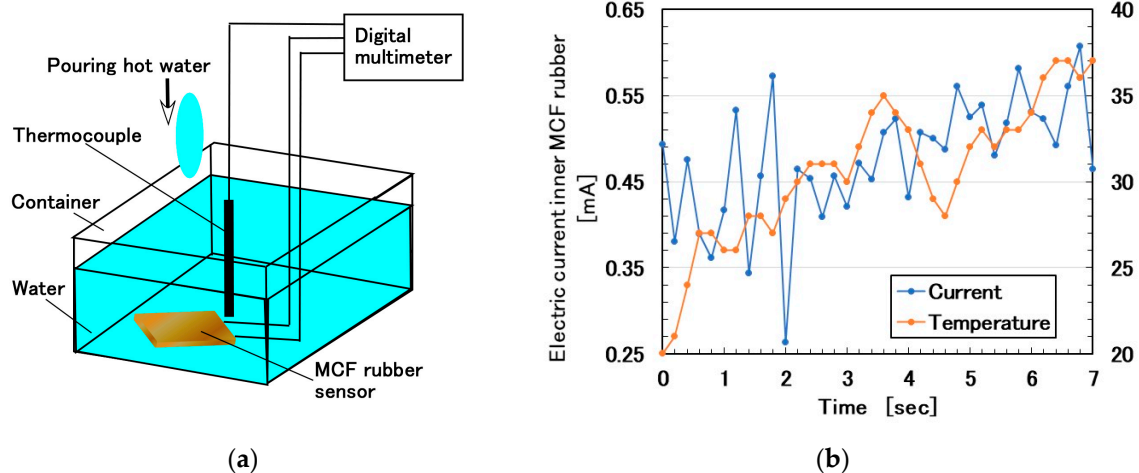 Digital
multimeter
Pouring hot water
Thermocouple
Container
Water
MCF rubber
sensor
(a)
Electric current inner MCF rubber
[mA]
0.65
0.55
0.45
0.35
0.25
40
35
30
25
20
Current
Temperature
0 1 2 3 4 5 6 7
Time [sec]
(b)